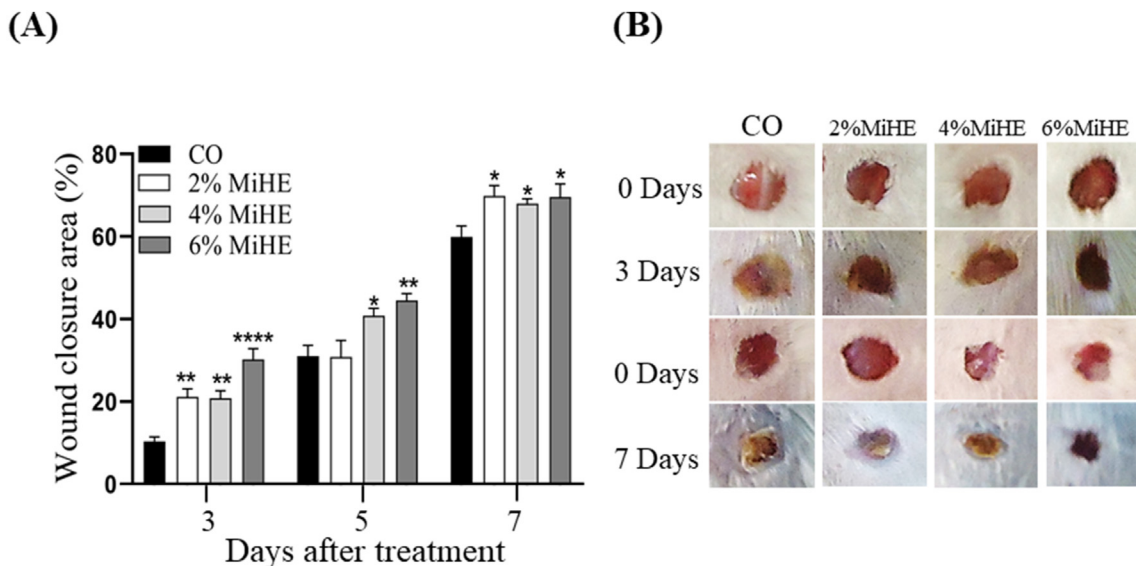 (A)
(B)
Wound closure area (%)
80
60
40
20
0
CO
2% MiHE
4% MiHE
6% MiHE
**
**
****
*
**
*
*
*
3
5
7
Days after treatment
CO
2%MiHE
4%MiHE
6%MiHE
0 Days
3 Days
0 Days
7 Days